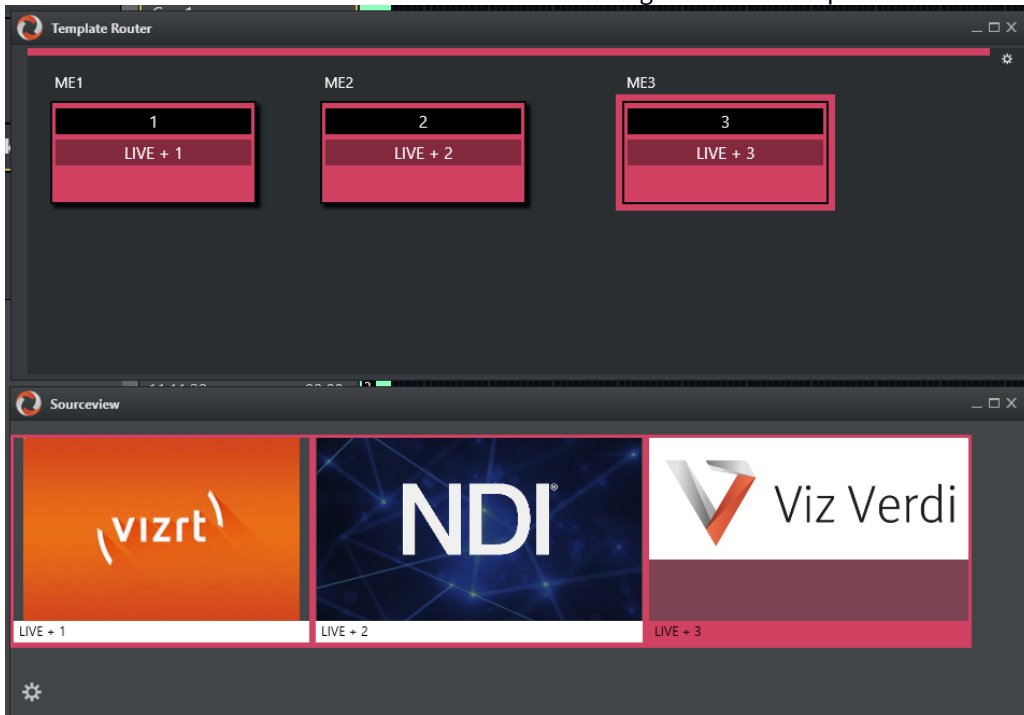 Template Router
ME1 ME2 ME3
1 2 3
LIVE + 1 LIVE + 2 LIVE + 3
Sourceview
vizrt NDI® Viz Verdi
LIVE + 1 LIVE + 2 LIVE + 3